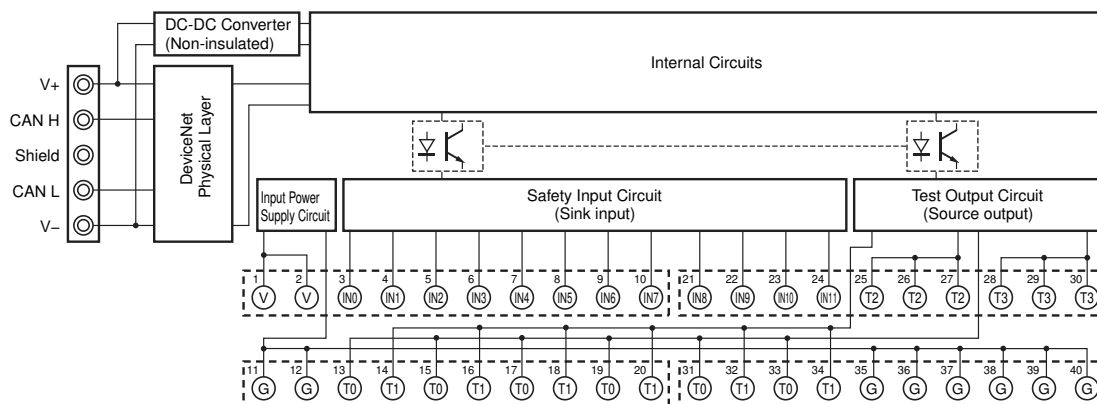 DC-DC Converter
(Non-insulated)
Internal Circuits
V+
CAN H
Shield
CAN L
V−
DeviceNet
Physical Layer
Input Power
Supply Circuit
Safety Input Circuit
(Sink input)
Test Output Circuit
(Source output)
1 2 3 4 5 6 7 8 9 10 21 22 23 24 25 26 27 28 29 30
V V IN0 IN1 IN2 IN3 IN4 IN5 IN6 IN7 IN8 IN9 IN10 IN11 T2 T2 T2 T3 T3 T3
11 12 13 14 15 16 17 18 19 20 31 32 33 34 35 36 37 38 39 40
G G T0 T1 T0 T1 T0 T1 T0 T1 T0 T1 T0 T1 G G G G G G